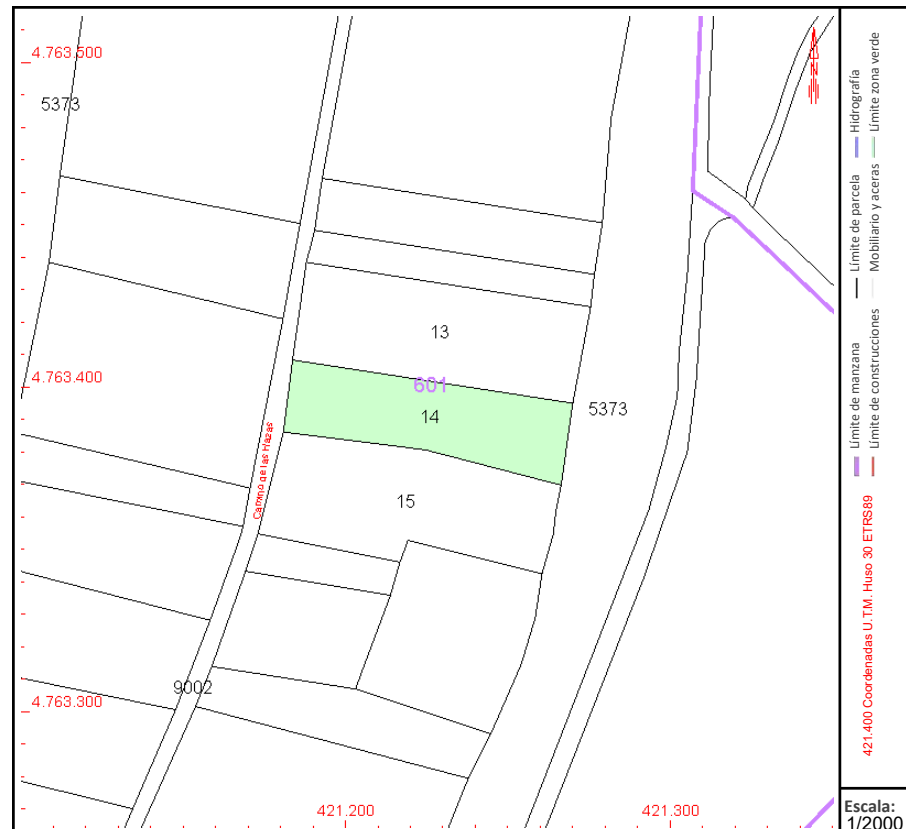 4.763.500
5373
13
4.763.400
601
14
5373
Camino de las Hazas
15
9002
4.763.300
421.200
421.300
Límite de manzana
Límite de parcela
Hidrografía
Límite de construcciones
Mobiliario y aceras
Límite zona verde
421.400 Coordenadas U.T.M. Huso 30 ETRS89
Escala:
1/2000